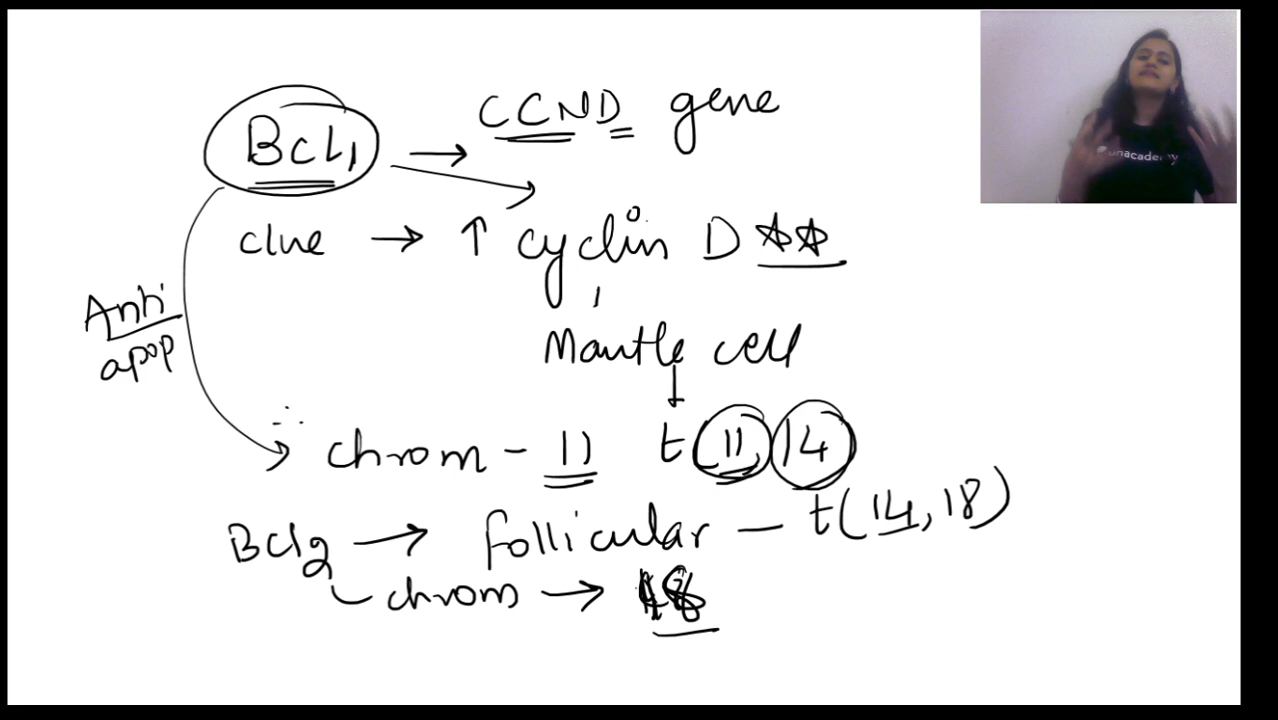 BCL1 → CCND gene
clue → ↑ cyclin D ☆☆
Anti
apop
Mantle cell
∴ chrom - 11 t(11,14)
Bcl2 → follicular — t(14,18)
chrom → 18
unacademy